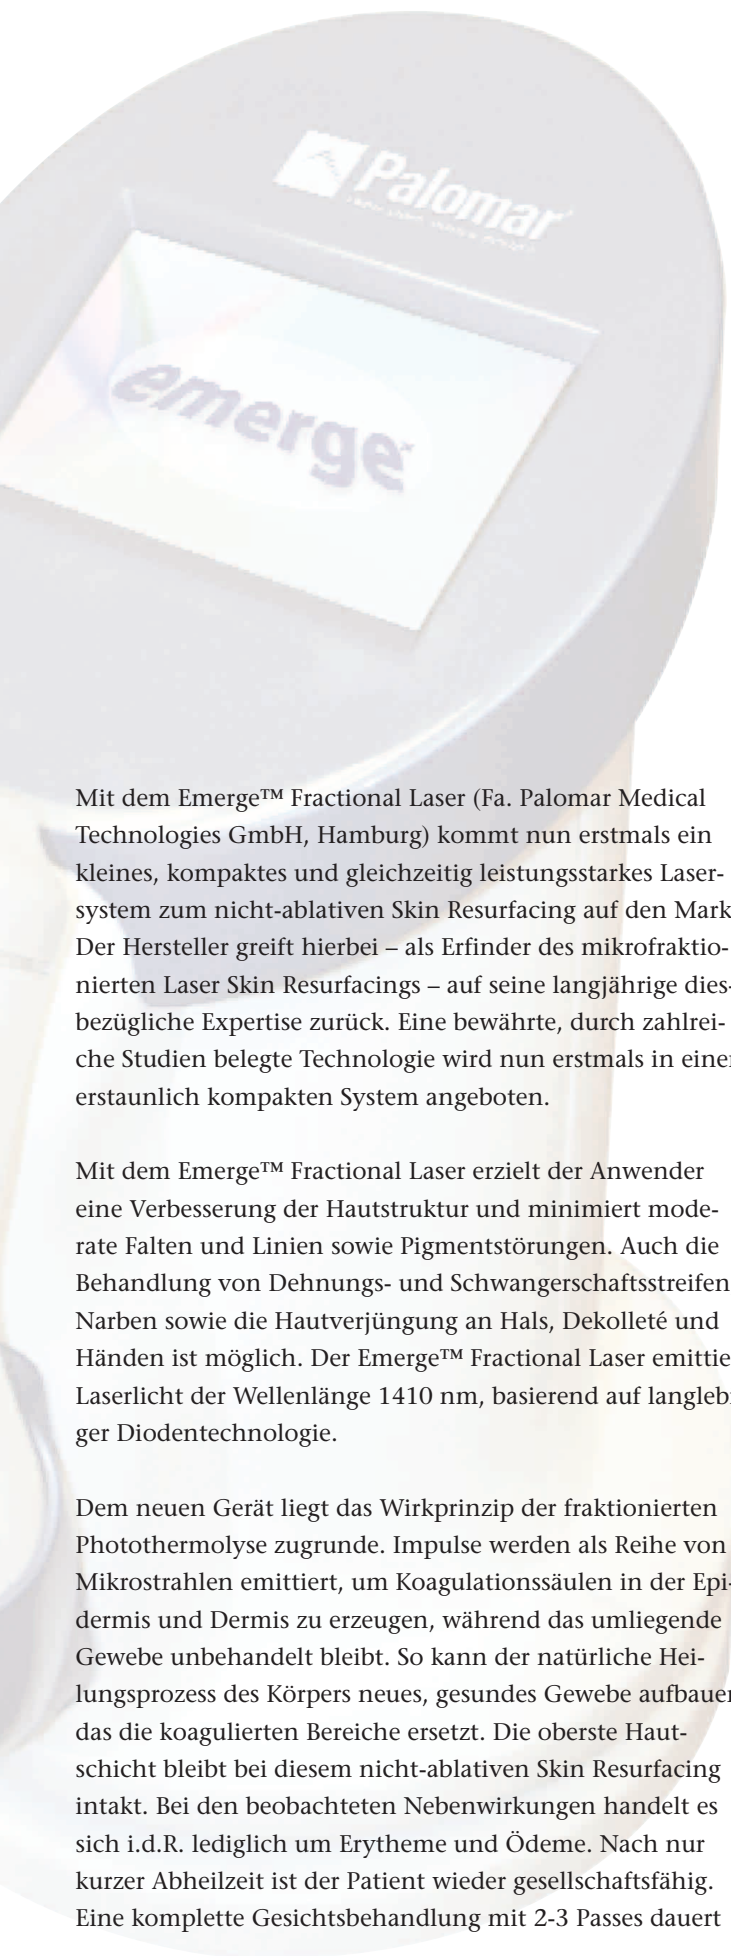 Palomar
emerge™
Mit dem Emerge™ Fractional Laser (Fa. Palomar Medical
Technologies GmbH, Hamburg) kommt nun erstmals ein
kleines, kompaktes und gleichzeitig leistungsstarkes Laser-
system zum nicht-ablativen Skin Resurfacing auf den Mark
Der Hersteller greift hierbei – als Erfinder des mikrofraktio-
nierten Laser Skin Resurfacings – auf seine langjährige dies-
bezügliche Expertise zurück. Eine bewährte, durch zahlrei-
che Studien belegte Technologie wird nun erstmals in eine
erstaunlich kompakten System angeboten.
Mit dem Emerge™ Fractional Laser erzielt der Anwender
eine Verbesserung der Hautstruktur und minimiert mode-
rate Falten und Linien sowie Pigmentstörungen. Auch die
Behandlung von Dehnungs- und Schwangerschaftsstreifen
Narben sowie die Hautverjüngung an Hals, Dekolleté und
Händen ist möglich. Der Emerge™ Fractional Laser emittie
Laserlicht der Wellenlänge 1410 nm, basierend auf langleb
ger Diodentechnologie.
Dem neuen Gerät liegt das Wirkprinzip der fraktionierten
Photothermolyse zugrunde. Impulse werden als Reihe von
Mikrostrahlen emittiert, um Koagulationssäulen in der Epi-
dermis und Dermis zu erzeugen, während das umliegende
Gewebe unbehandelt bleibt. So kann der natürliche Hei-
lungsprozess des Körpers neues, gesundes Gewebe aufbauen
das die koagulierten Bereiche ersetzt. Die oberste Haut-
schicht bleibt bei diesem nicht-ablativen Skin Resurfacing
intakt. Bei den beobachteten Nebenwirkungen handelt es
sich i.d.R. lediglich um Erytheme und Ödeme. Nach nur
kurzer Abheilzeit ist der Patient wieder gesellschaftsfähig.
Eine komplette Gesichtsbehandlung mit 2-3 Passes dauert